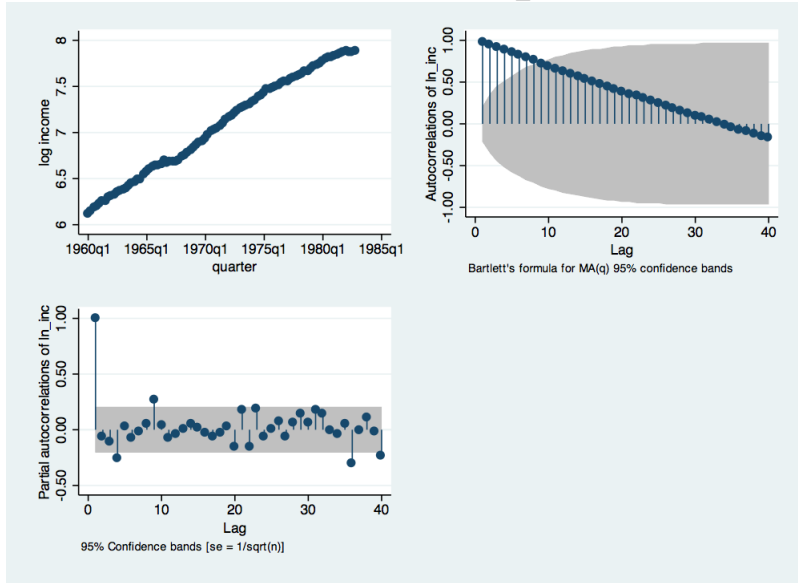 log income
8
7.5
7
6.5
6
1960q1 1965q1 1970q1 1975q1 1980q1 1985q1
quarter
Autocorrelations of ln_inc
1.00
0.50
0.00
-0.50
-1.00
0 10 20 30 40
Lag
Bartlett's formula for MA(q) 95% confidence bands
Partial autocorrelations of ln_inc
1.00
0.50
0.00
-0.50
0 10 20 30 40
Lag
95% Confidence bands [se = 1/sqrt(n)]